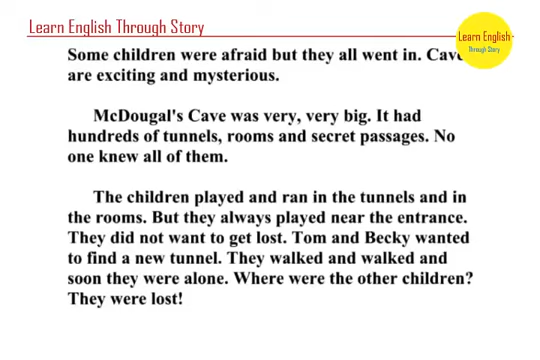 Learn English Through Story
Learn English
Through Story
Some children were afraid but they all went in. Cave
are exciting and mysterious.
McDougal's Cave was very, very big. It had
hundreds of tunnels, rooms and secret passages. No
one knew all of them.
The children played and ran in the tunnels and in
the rooms. But they always played near the entrance.
They did not want to get lost. Tom and Becky wanted
to find a new tunnel. They walked and walked and
soon they were alone. Where were the other children?
They were lost!